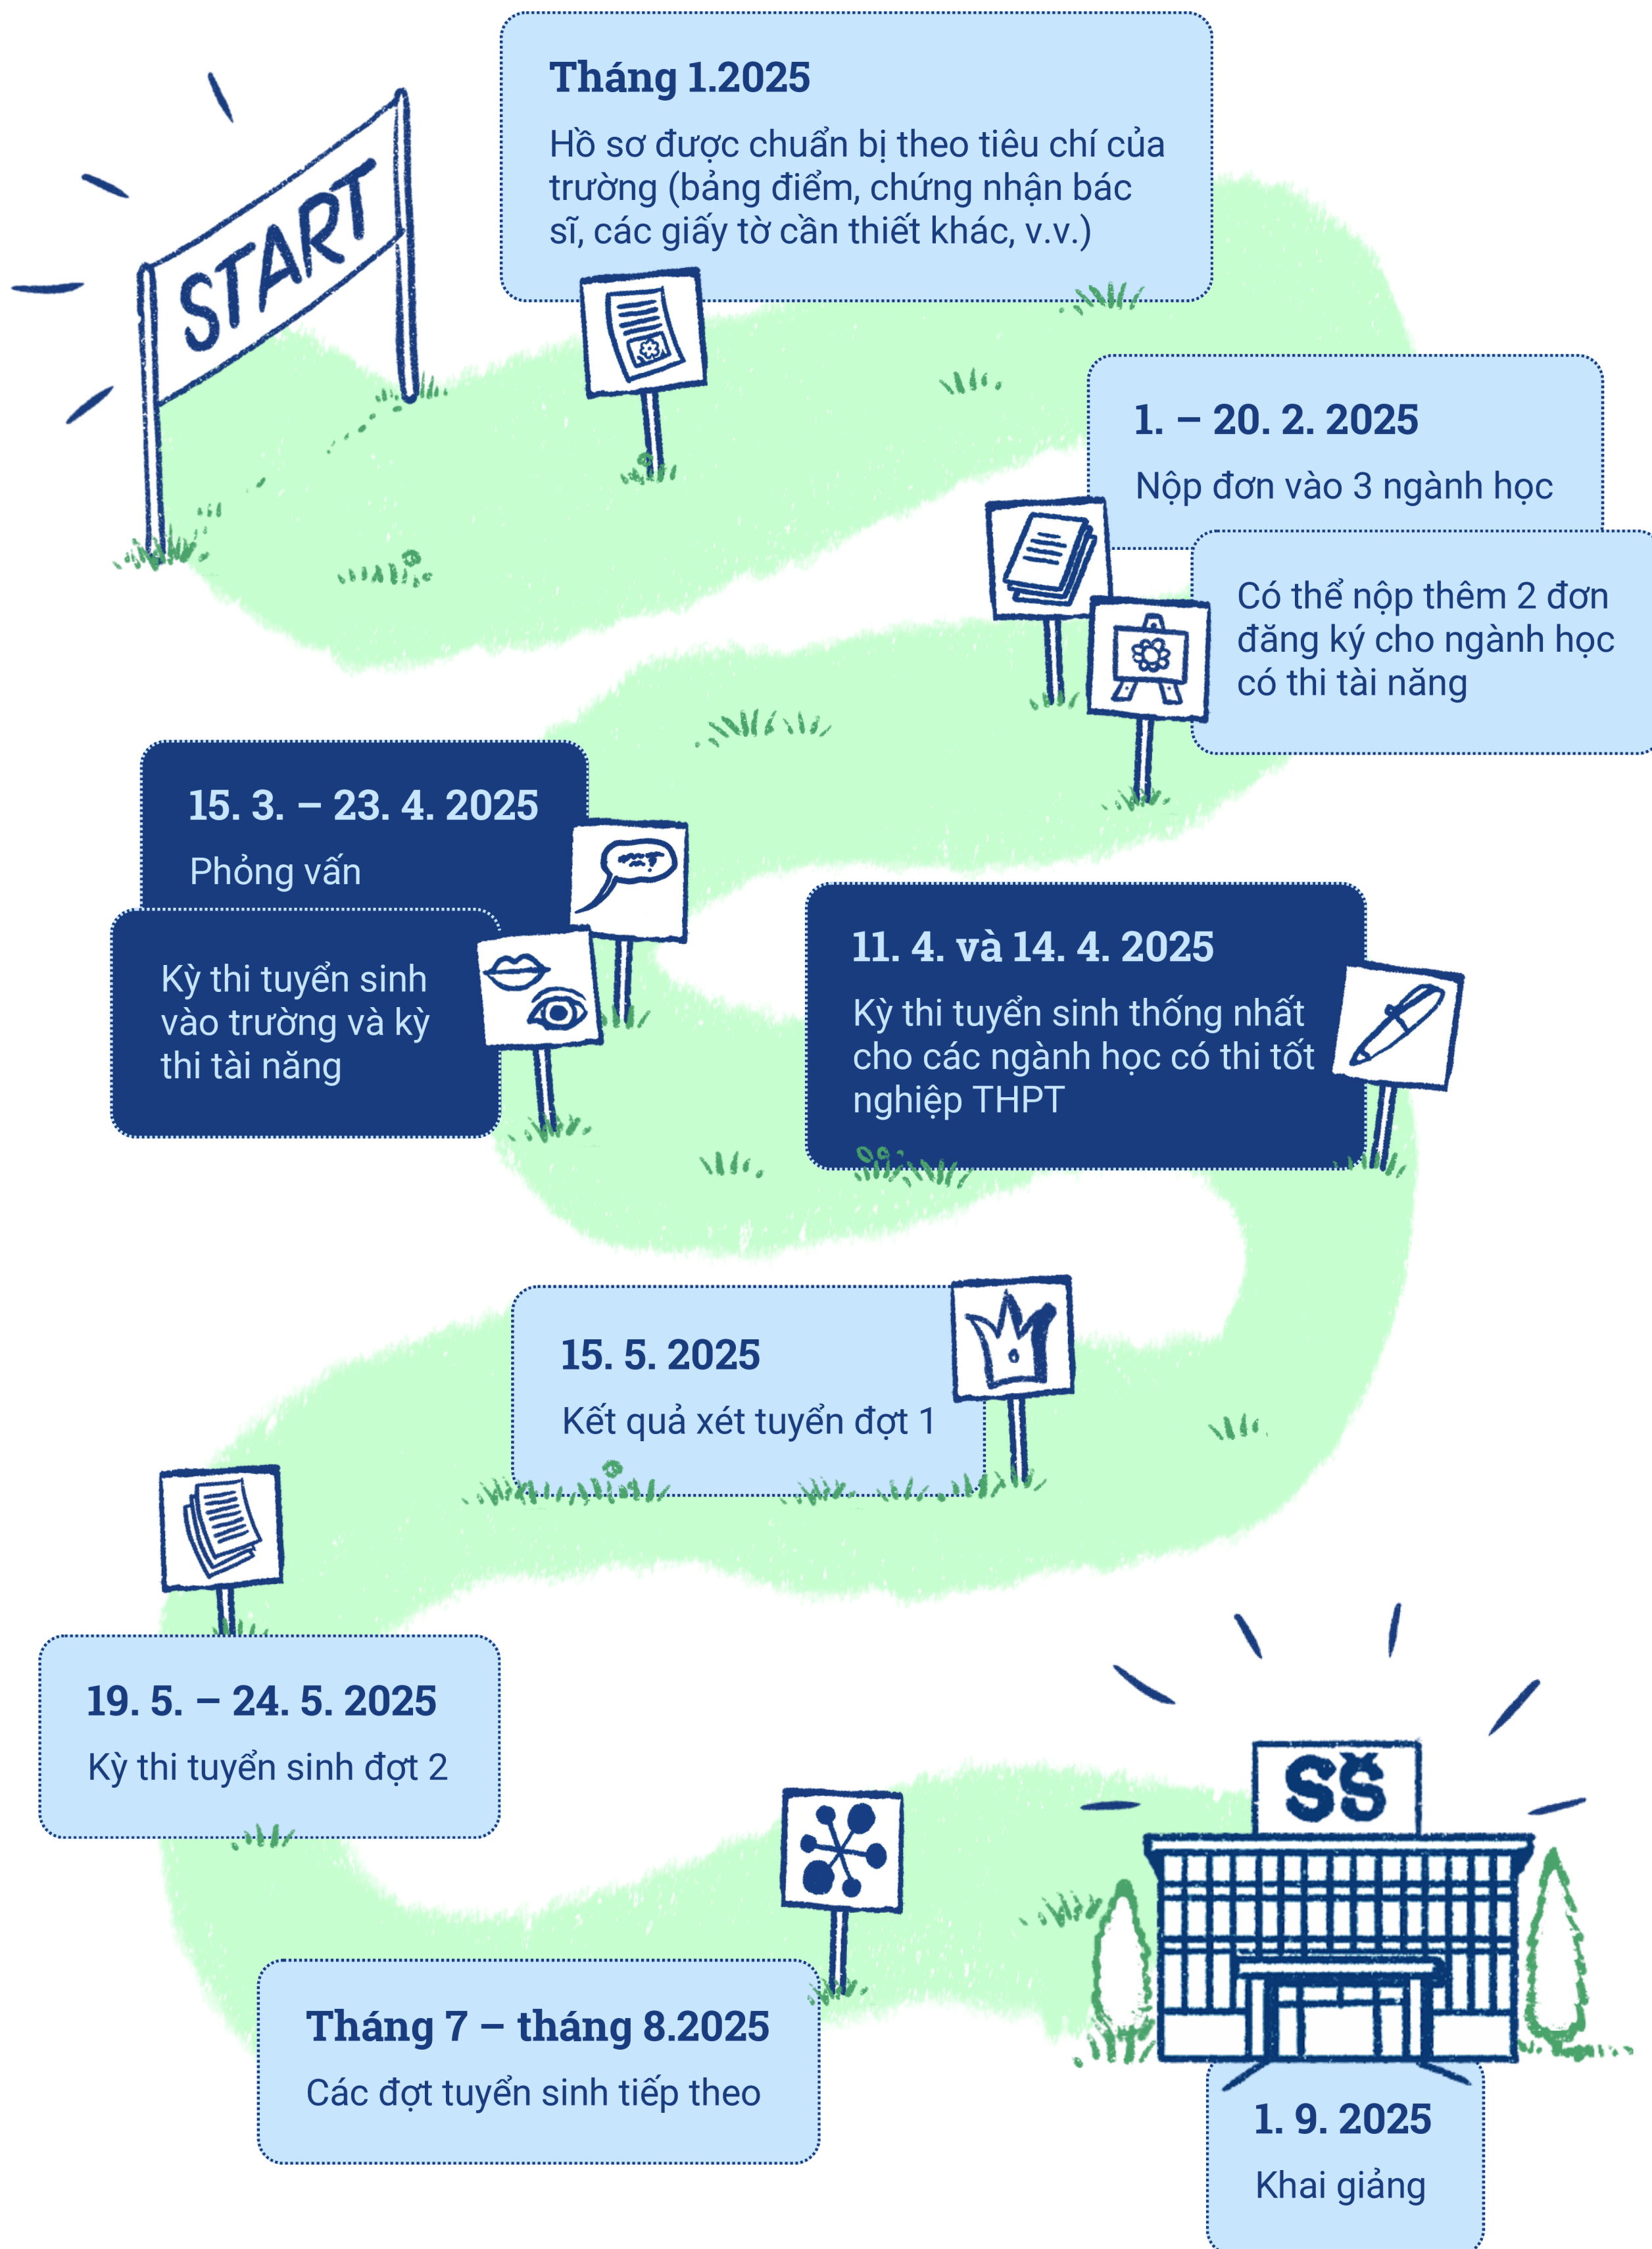 START
Tháng 1.2025
Hồ sơ được chuẩn bị theo tiêu chí của
trường (bảng điểm, chứng nhận bác
sĩ, các giấy tờ cần thiết khác, v.v.)
1. – 20. 2. 2025
Nộp đơn vào 3 ngành học
Có thể nộp thêm 2 đơn
đăng ký cho ngành học
có thi tài năng
15. 3. – 23. 4. 2025
Phỏng vấn
Kỳ thi tuyển sinh
vào trường và kỳ
thi tài năng
11. 4. và 14. 4. 2025
Kỳ thi tuyển sinh thống nhất
cho các ngành học có thi tốt
nghiệp THPT
15. 5. 2025
Kết quả xét tuyển đợt 1
19. 5. – 24. 5. 2025
Kỳ thi tuyển sinh đợt 2
Tháng 7 – tháng 8.2025
Các đợt tuyển sinh tiếp theo
SŠ
1. 9. 2025
Khai giảng